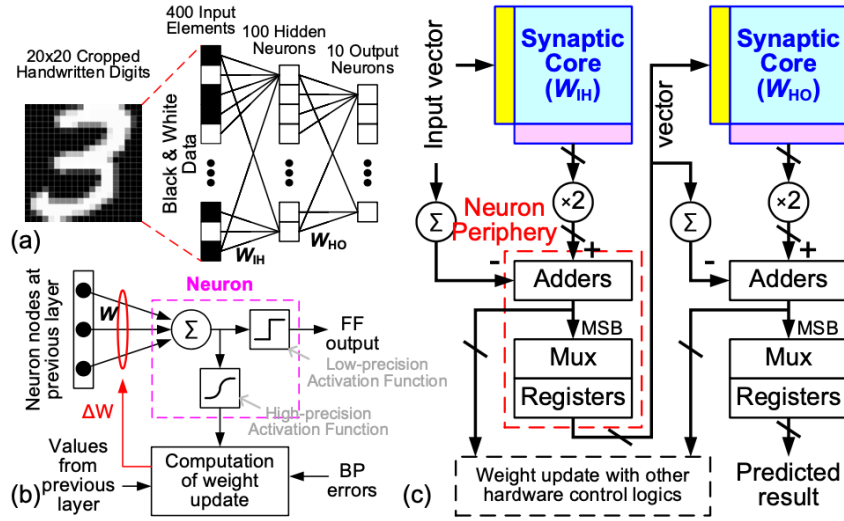 400 Input
Elements
100 Hidden
Neurons
10 Output
Neurons
20x20 Cropped
Handwritten Digits
Black & White
Data
W_IH
W_HO
(a)
Neuron nodes at
previous layer
W
Neuron
Σ
FF
output
Low-precision
Activation Function
High-precision
Activation Function
ΔW
Values from
previous
layer
Computation
of weight
update
BP
errors
(b)
Input vector
Synaptic
Core
(W_IH)
×2
Σ
Neuron
Periphery
+
-
Adders
MSB
Mux
Registers
vector
Synaptic
Core
(W_HO)
×2
Σ
+
-
Adders
MSB
Mux
Registers
Weight update with other
hardware control logics
Predicted
result
(c)